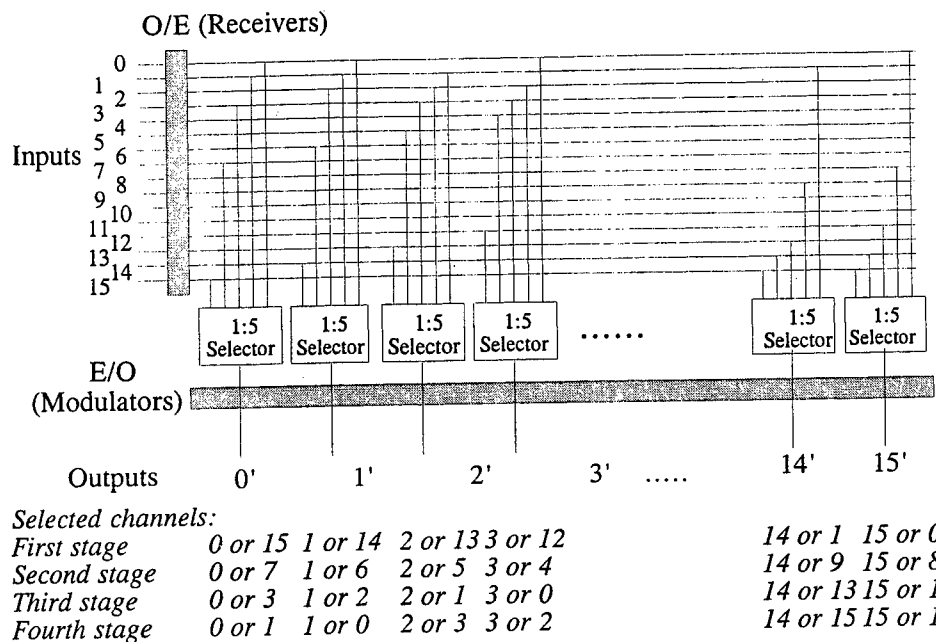 O/E (Receivers)
0
1
2
3
4
5
6
7
8
9
10
11
12
13
14
15
Inputs
1:5 Selector
1:5 Selector
1:5 Selector
1:5 Selector
......
1:5 Selector
1:5 Selector
E/O
(Modulators)
Outputs 0' 1' 2' 3' ..... 14' 15'
Selected channels:
First stage 0 or 15 1 or 14 2 or 13 3 or 12 14 or 1 15 or 0
Second stage 0 or 7 1 or 6 2 or 5 3 or 4 14 or 9 15 or 8
Third stage 0 or 3 1 or 2 2 or 1 3 or 0 14 or 13 15 or 1
Fourth stage 0 or 1 1 or 0 2 or 3 3 or 2 14 or 15 15 or 1